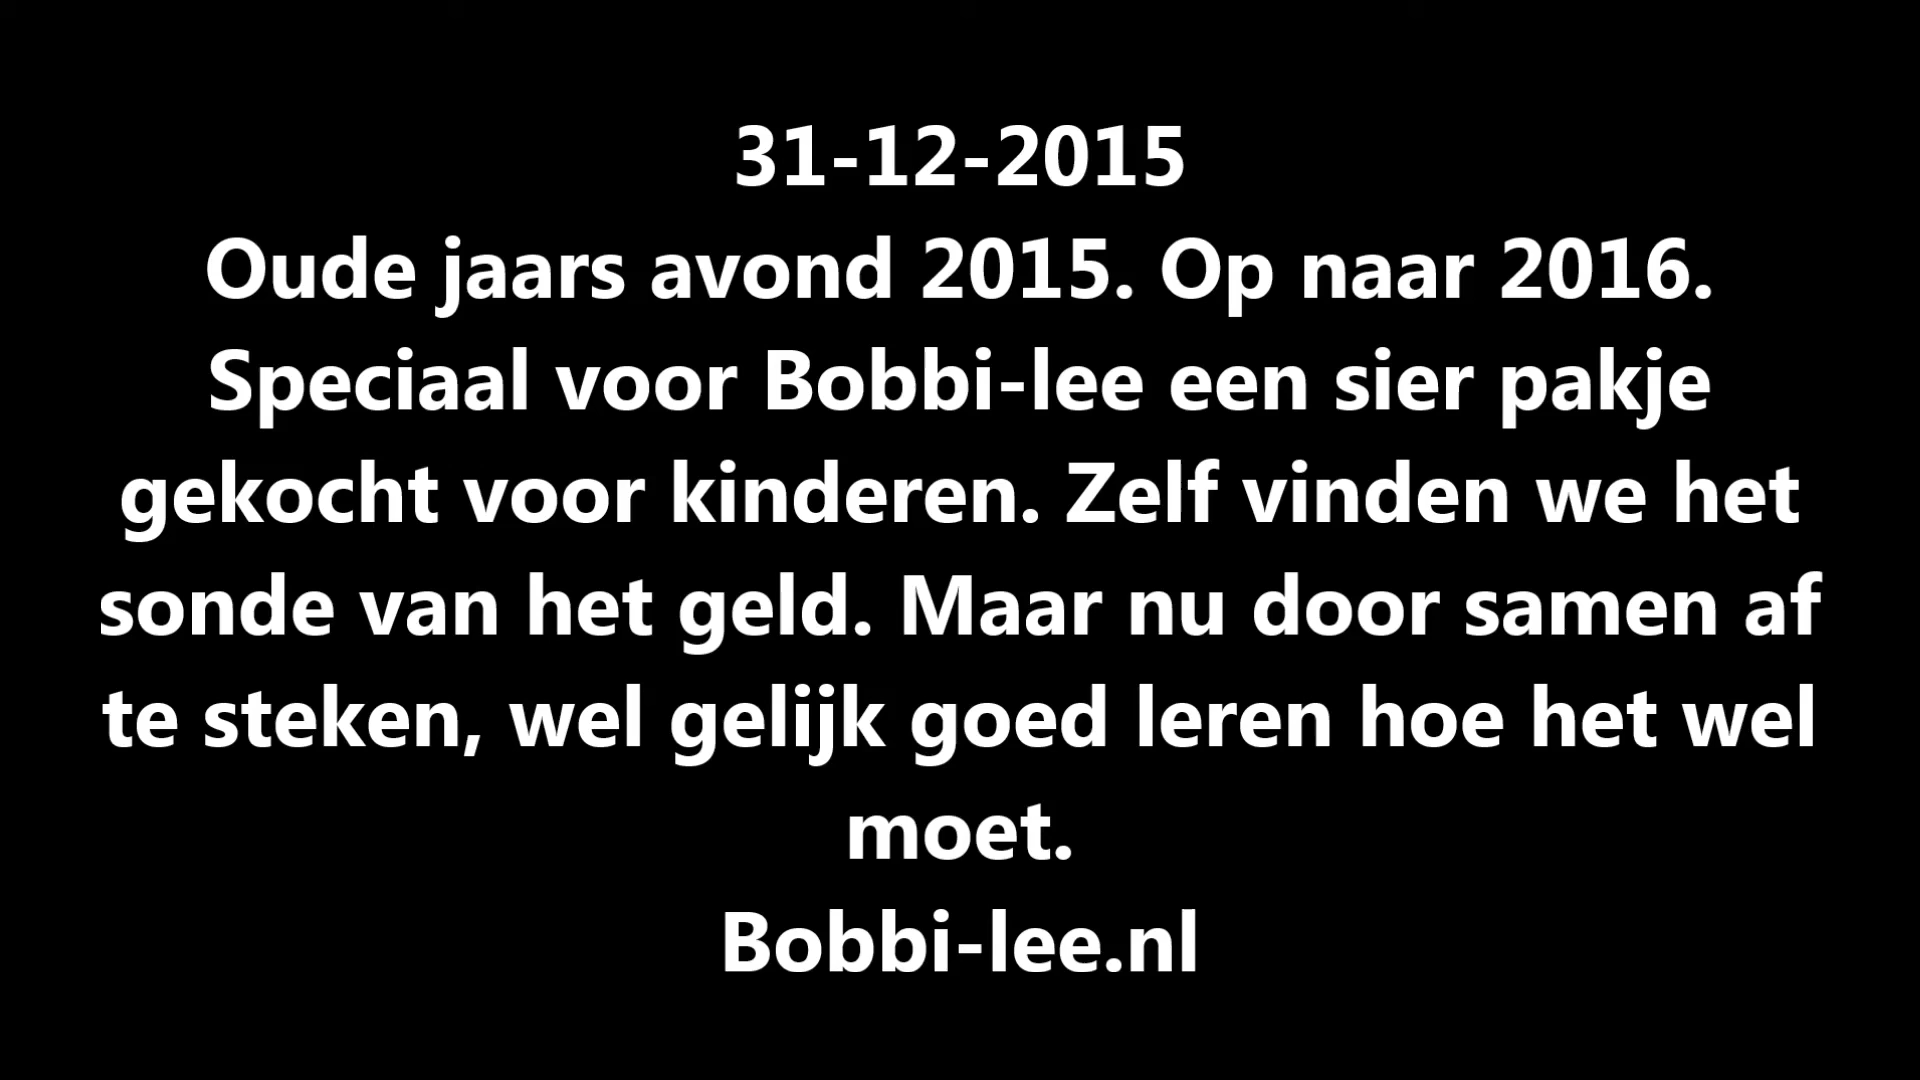 31-12-2015
Oude jaars avond 2015. Op naar 2016.
Speciaal voor Bobbi-lee een sier pakje
gekocht voor kinderen. Zelf vinden we het
sonde van het geld. Maar nu door samen af
te steken, wel gelijk goed leren hoe het wel
moet.
Bobbi-lee.nl